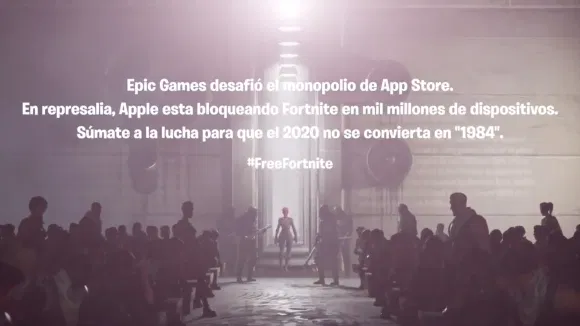 Epic Games desafió el monopolio de App Store.
En represalia, Apple esta bloqueando Fortnite en mil millones de dispositivos.
Súmate a la lucha para que el 2020 no se convierta en "1984".
#FreeFortnite